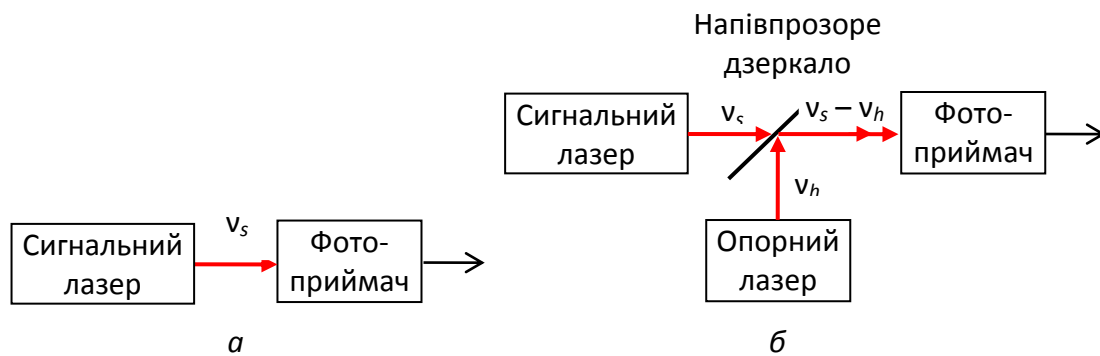 Напівпрозоре
дзеркало
Сигнальний
лазер
νs
νs – νh
Фото-
приймач
νh
Опорний
лазер
Сигнальний
лазер
νs
Фото-
приймач
а
б